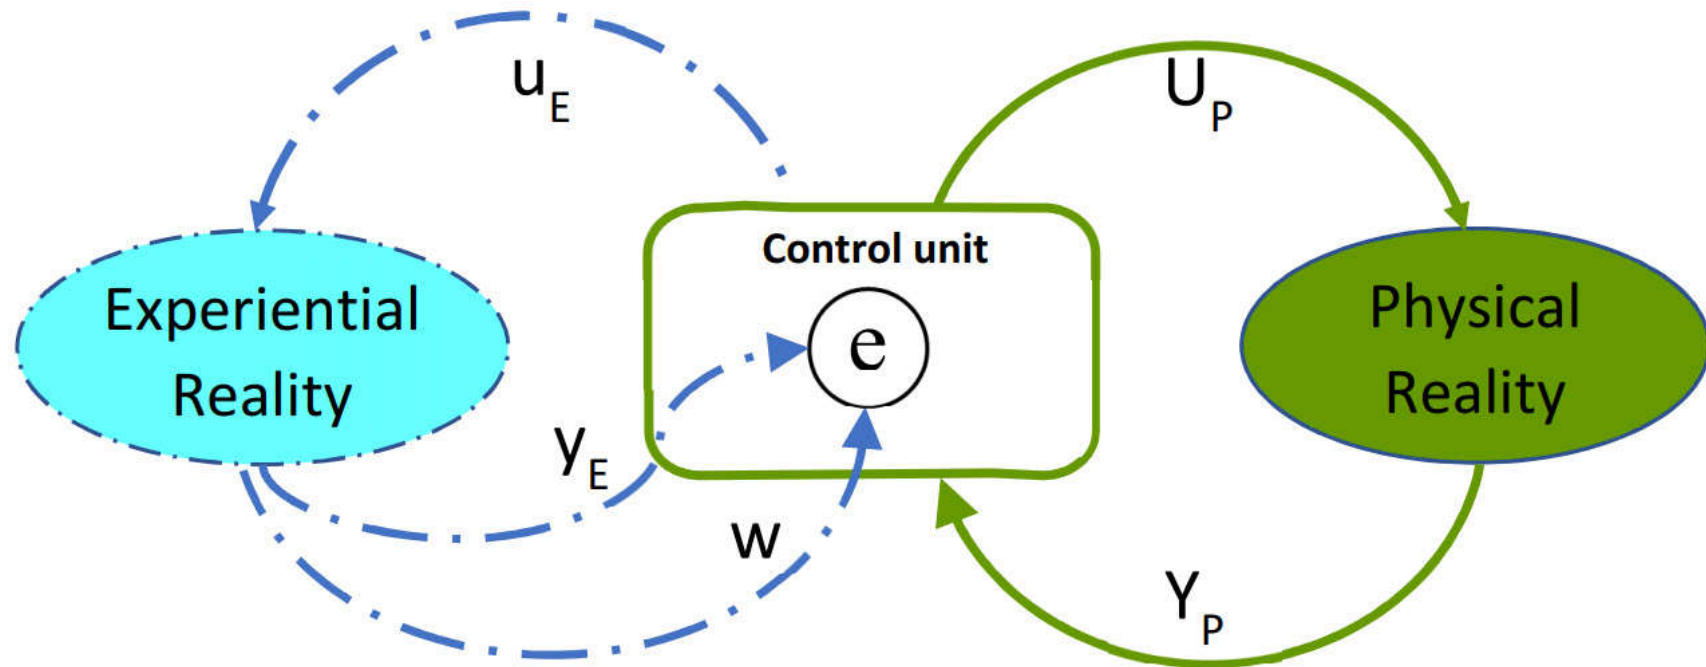 u_E
U_P
Control unit
Experiential
Reality
e
Physical
Reality
y_E
w
Y_P